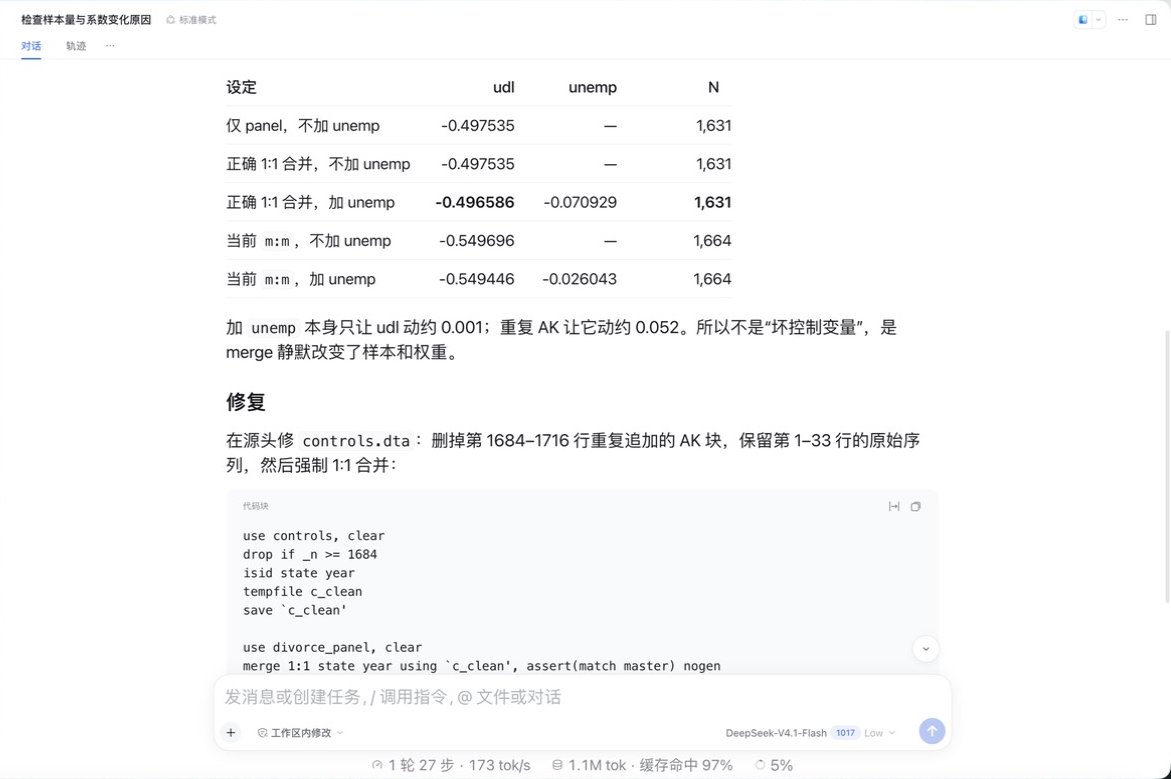 检查样本量与系数变化原因 标准模式
对话 轨迹 ···
设定 udl unemp N
仅 panel，不加 unemp -0.497535 — 1,631
正确 1:1 合并，不加 unemp -0.497535 — 1,631
正确 1:1 合并，加 unemp -0.496586 -0.070929 1,631
当前 m:m ，不加 unemp -0.549696 — 1,664
当前 m:m ，加 unemp -0.549446 -0.026043 1,664
加 unemp 本身只让 udl 动约 0.001；重复 AK 让它动约 0.052。所以不是“坏控制变量”，是
merge 静默改变了样本和权重。
修复
在源头修 controls.dta ：删掉第 1684–1716 行重复追加的 AK 块，保留第 1–33 行的原始序
列，然后强制 1:1 合并：
代码块
use controls, clear
drop if _n >= 1684
isid state year
tempfile c_clean
save `c_clean'
use divorce_panel, clear
merge 1:1 state year using `c_clean', assert(match master) nogen
发消息或创建任务, / 调用指令, @ 文件或对话
+ 工作区内修改 DeepSeek-V4.1-Flash 1017 Low
1 轮 27 步 · 173 tok/s 1.1M tok · 缓存命中 97% 5%